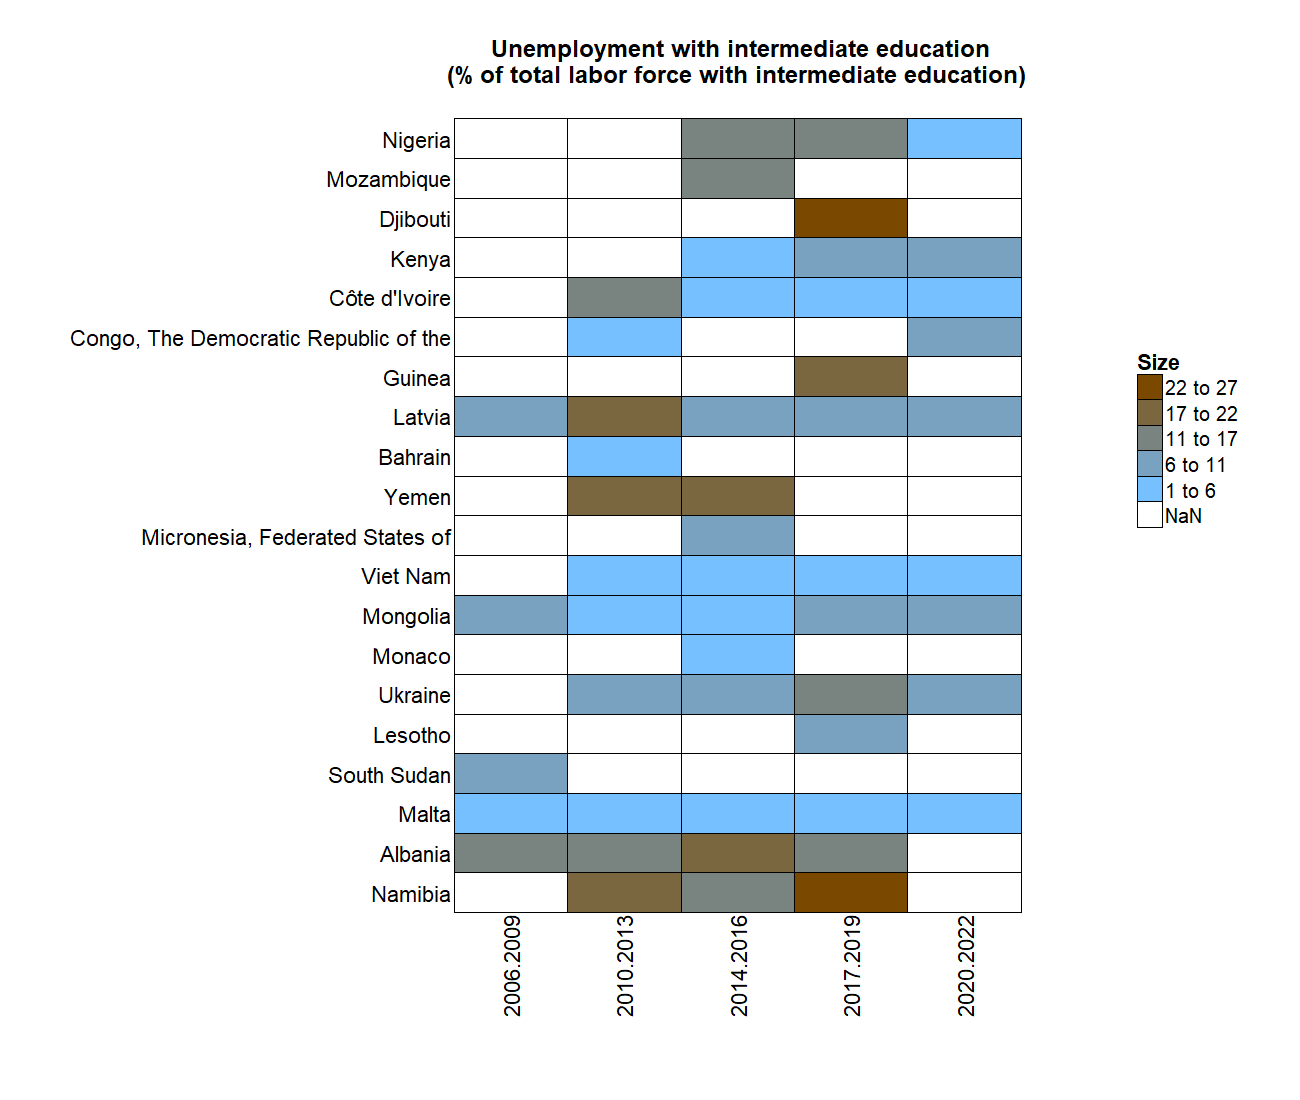 Unemployment with intermediate education
(% of total labor force with intermediate education)
Nigeria
Mozambique
Djibouti
Kenya
Côte d'Ivoire
Congo, The Democratic Republic of the
Guinea
Latvia
Bahrain
Yemen
Micronesia, Federated States of
Viet Nam
Mongolia
Monaco
Ukraine
Lesotho
South Sudan
Malta
Albania
Namibia
2006.2009
2010.2013
2014.2016
2017.2019
2020.2022
Size
22 to 27
17 to 22
11 to 17
6 to 11
1 to 6
NaN